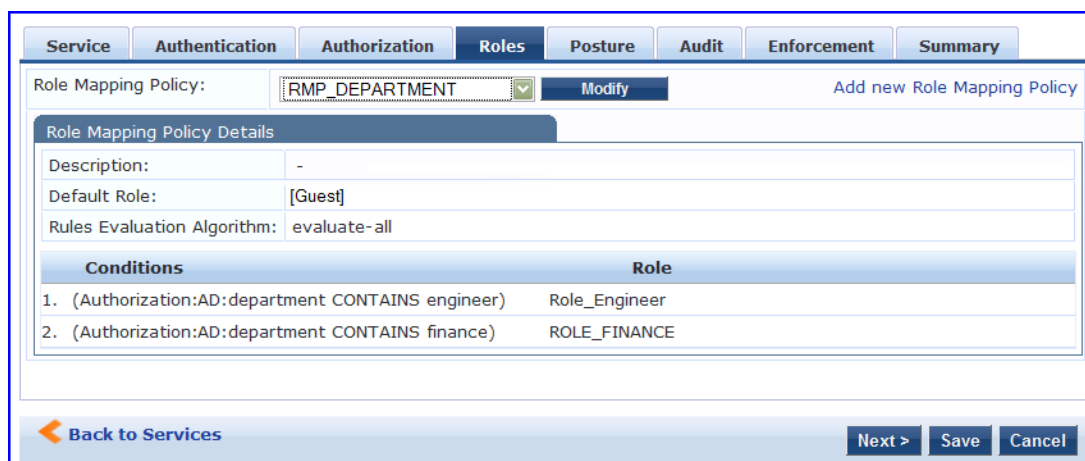 Service Authentication Authorization Roles Posture Audit Enforcement Summary
Role Mapping Policy: RMP_DEPARTMENT Modify Add new Role Mapping Policy
Role Mapping Policy Details
Description: -
Default Role: [Guest]
Rules Evaluation Algorithm: evaluate-all
Conditions Role
1. (Authorization:AD:department CONTAINS engineer) Role_Engineer
2. (Authorization:AD:department CONTAINS finance) ROLE_FINANCE
Back to Services Next > Save Cancel